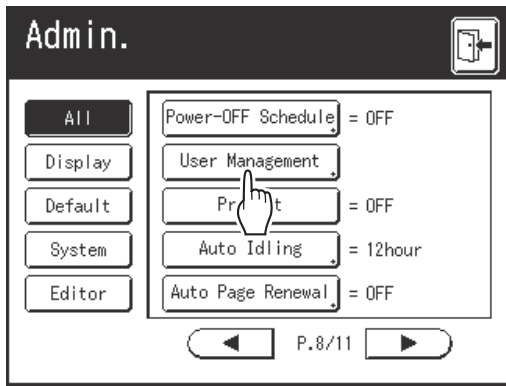 Admin.
All
Power-OFF Schedule = OFF
Display
User Management
Default
= OFF
System
Auto Idling = 12hour
Editor
Auto Page Renewal = OFF
P.8/11